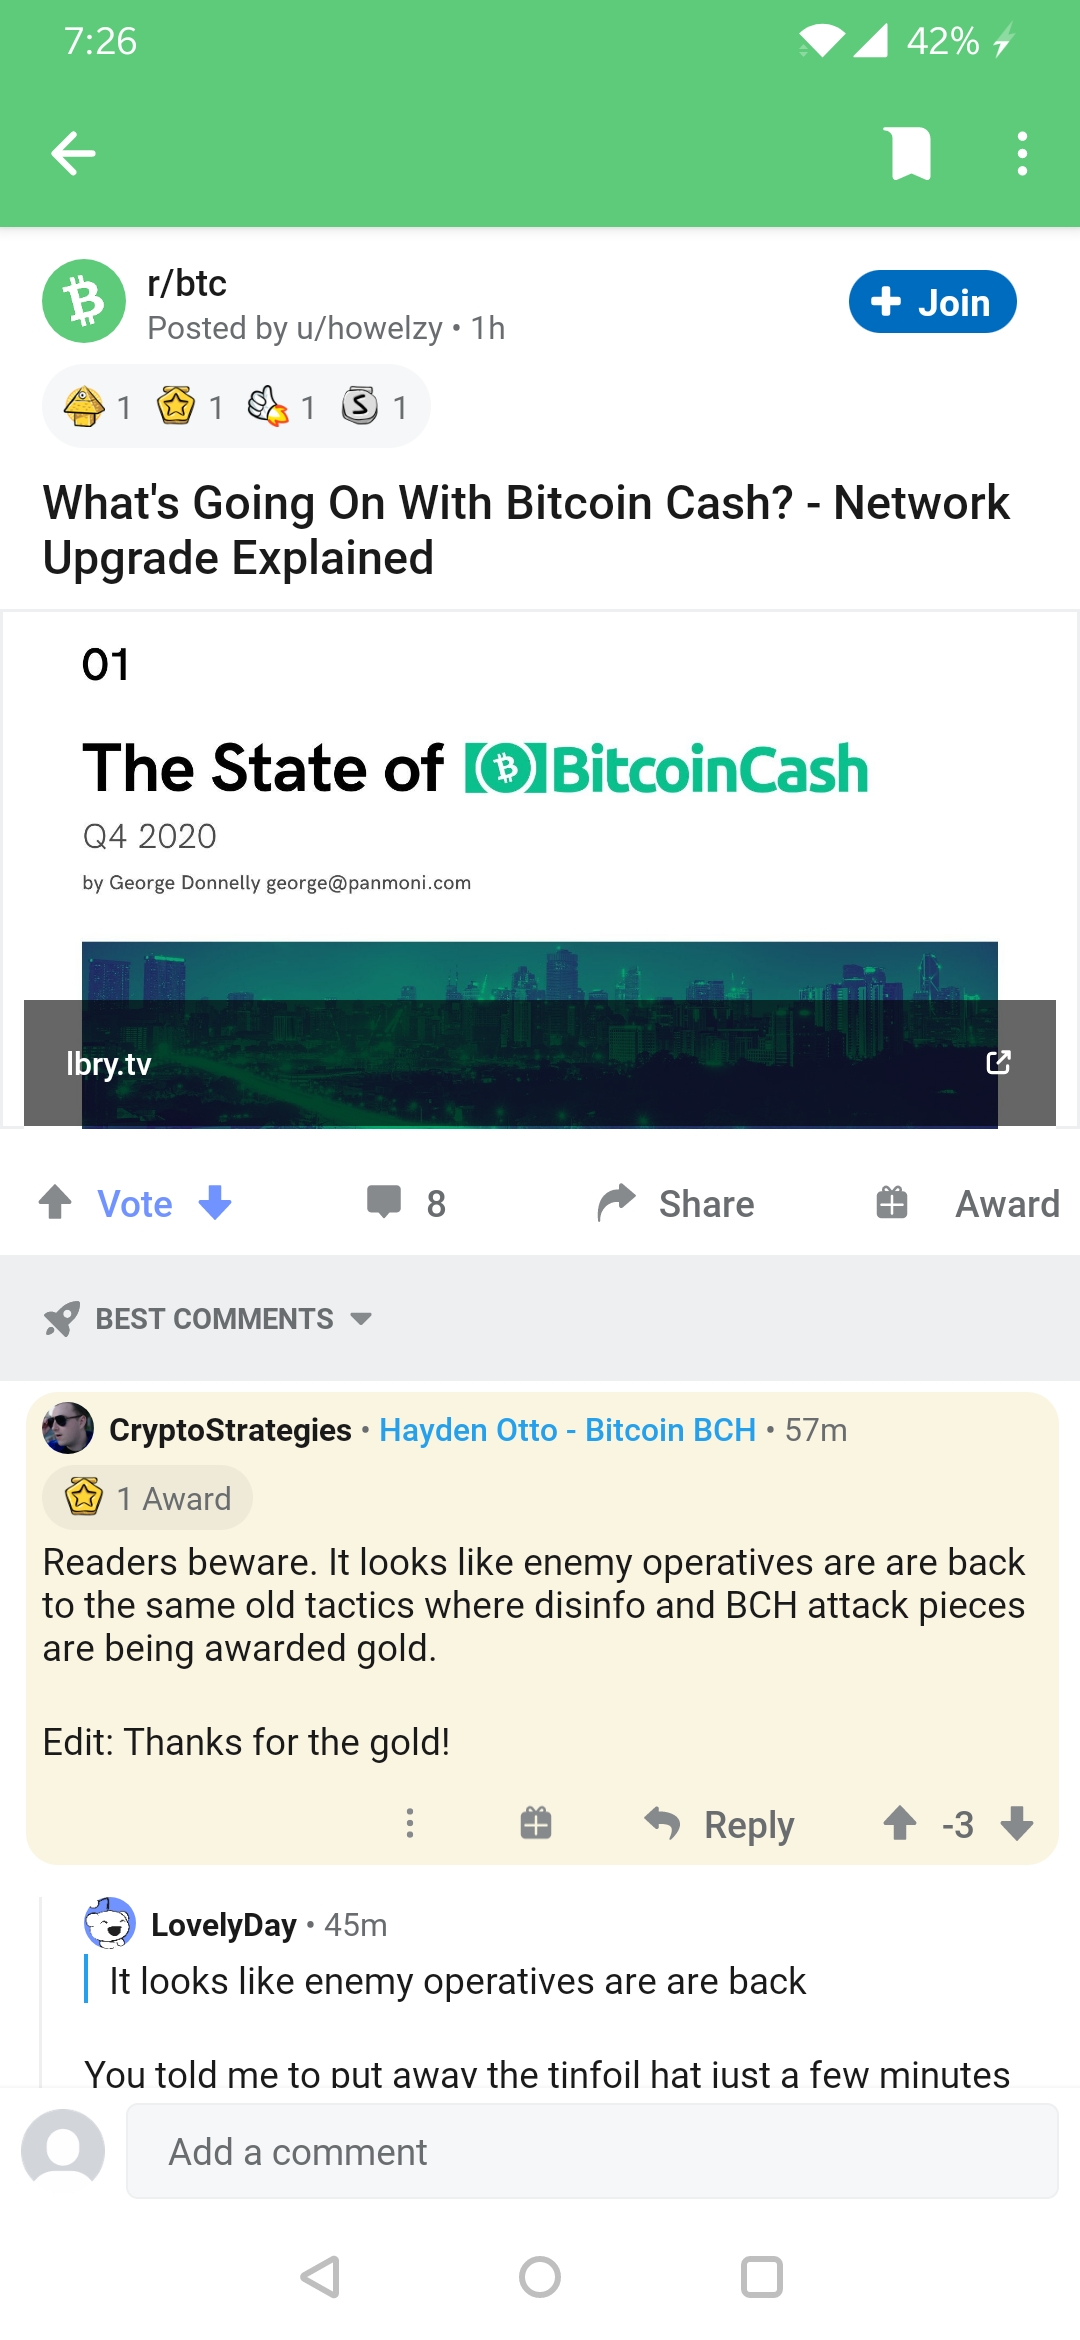 7:26
42%
r/btc
Posted by u/howelzy • 1h
+ Join
1 1 1 S 1
What's Going On With Bitcoin Cash? - Network
Upgrade Explained
01
The State of BitcoinCash
Q4 2020
by George Donnelly george@panmoni.com
lbry.tv
Vote
8
Share
Award
BEST COMMENTS
CryptoStrategies • Hayden Otto - Bitcoin BCH • 57m
1 Award
Readers beware. It looks like enemy operatives are are back
to the same old tactics where disinfo and BCH attack pieces
are being awarded gold.
Edit: Thanks for the gold!
Reply
-3
LovelyDay • 45m
It looks like enemy operatives are are back
You told me to put away the tinfoil hat just a few minutes
Add a comment